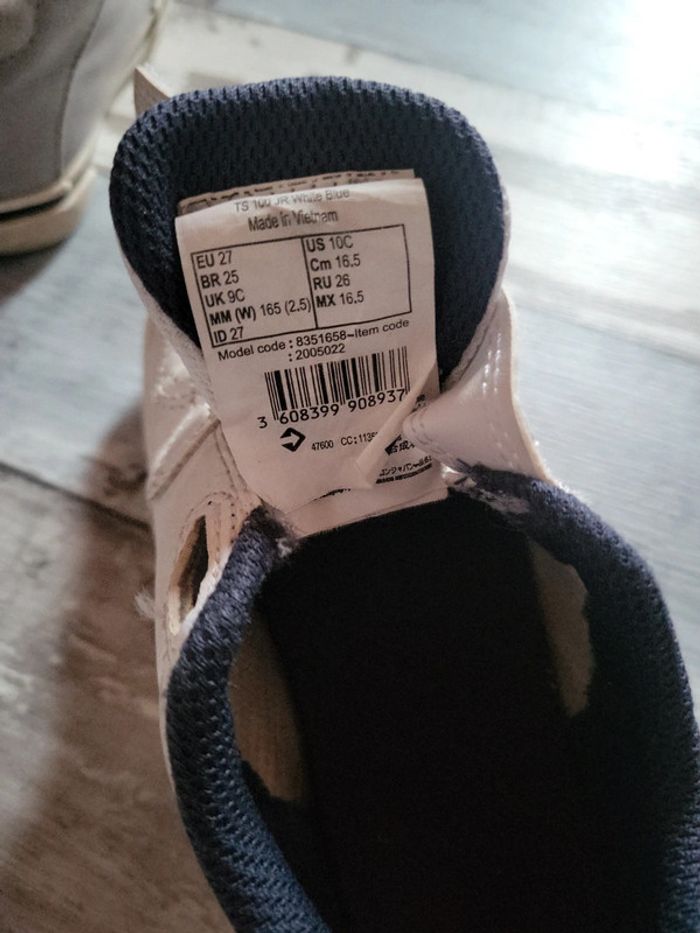 TS 100 JR White Blue
Made in Vietnam
EU 27 US 10C
BR 25 Cm 16.5
UK 9C RU 26
MM (W) 165 (2.5) MX 16.5
ID 27
Model code : 8351658-Item code
: 2005022
3 608399 908937
47600 CC:113